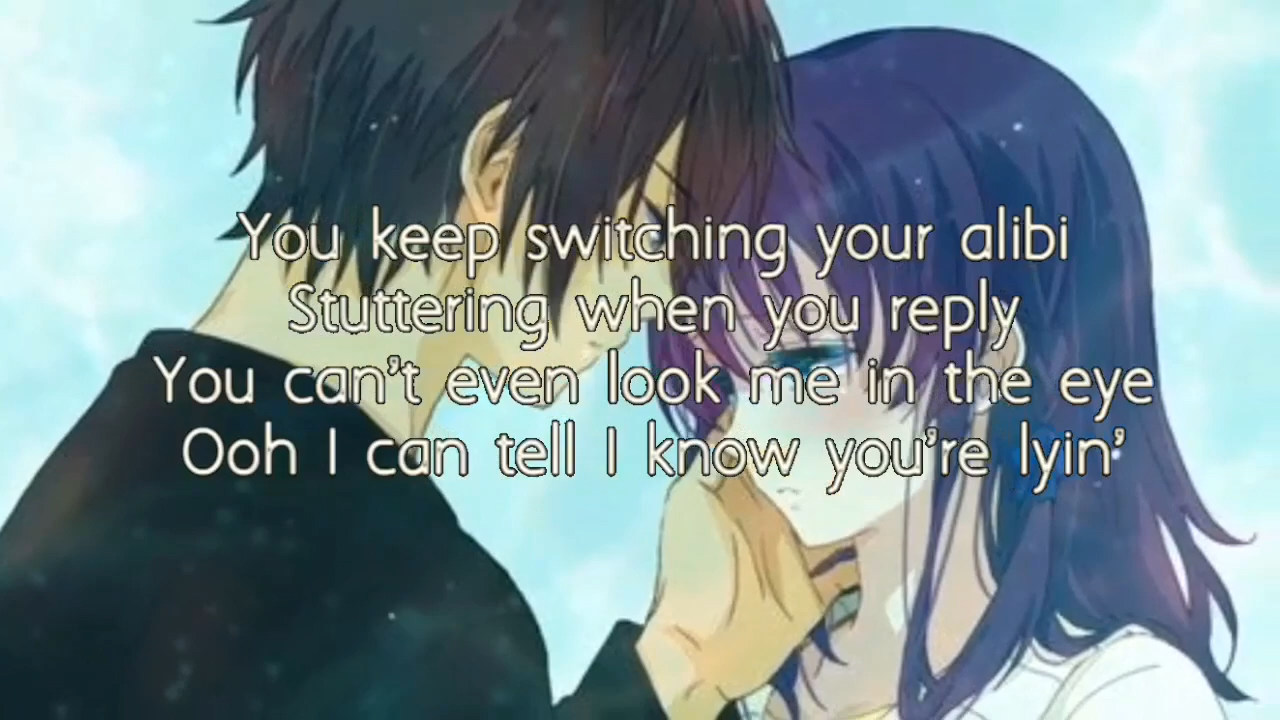 You keep switching your alibi
Stuttering when you reply
You can't even look me in the eye
Ooh I can tell I know you're lyin'